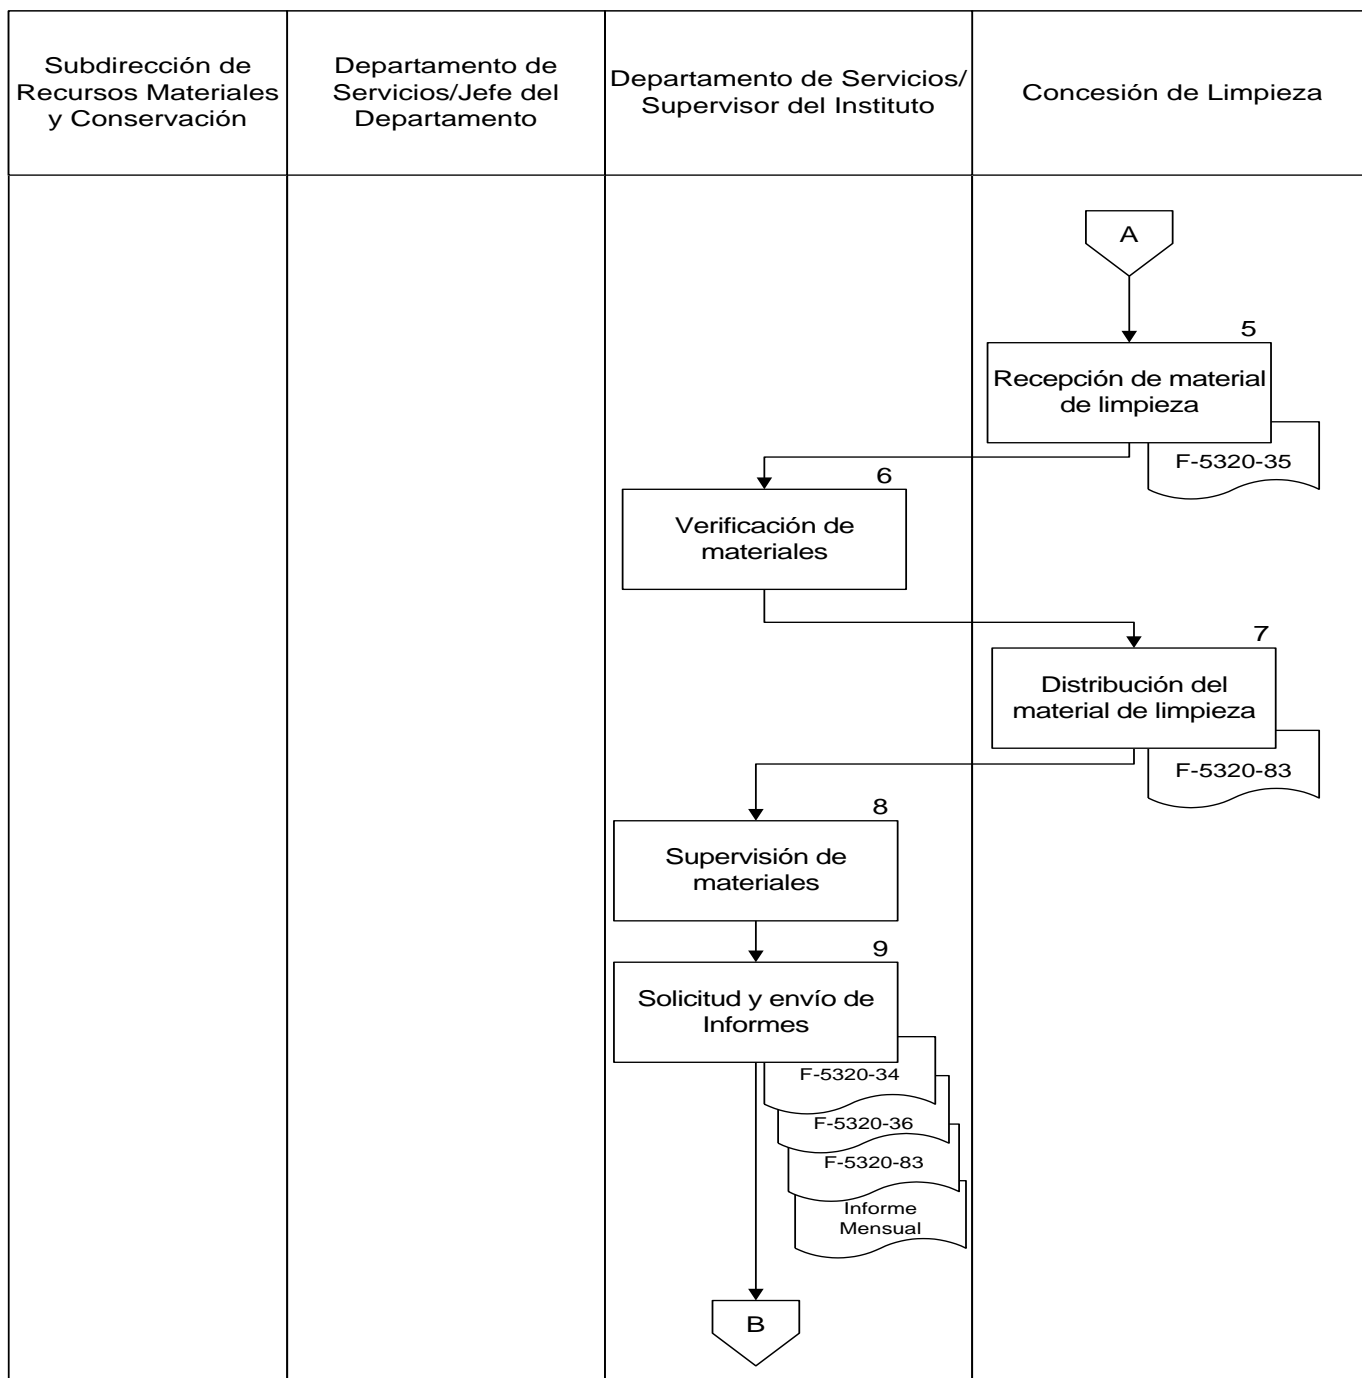 Subdirección de
Recursos Materiales
y Conservación
Departamento de
Servicios/Jefe del
Departamento
Departamento de Servicios/
Supervisor del Instituto
Concesión de Limpieza
A
5
Recepción de material
de limpieza
F-5320-35
6
Verificación de
materiales
7
Distribución del
material de limpieza
F-5320-83
8
Supervisión de
materiales
9
Solicitud y envío de
Informes
F-5320-34
F-5320-36
F-5320-83
Informe
Mensual
B